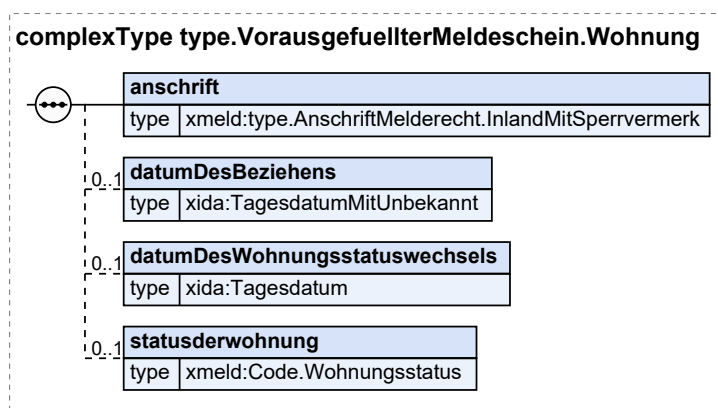 complexType type.VorausgefuellterMeldeschein.Wohnung
anschrift
type xmeld:type.AnschriftMelderecht.InlandMitSperrvermerk
0..1 datumDesBeziehens
type xida:TagesdatumMitUnbekannt
0..1 datumDesWohnungsstatuswechsels
type xida:Tagesdatum
0..1 statusderwohnung
type xmeld:Code.Wohnungsstatus